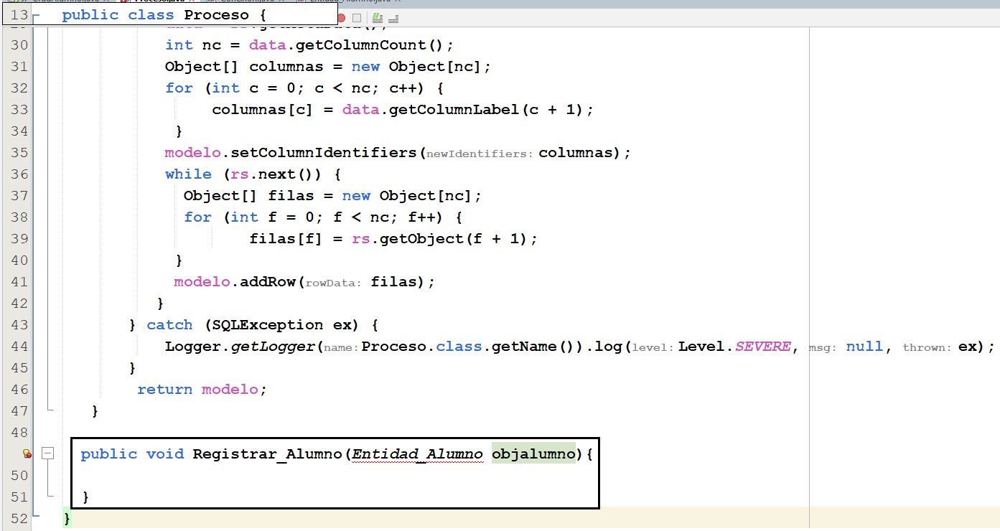 13 public class Proceso {
30 int nc = data.getColumnCount();
31 Object[] columnas = new Object[nc];
32 for (int c = 0; c < nc; c++) {
33 columnas[c] = data.getColumnLabel(c + 1);
34 }
35 modelo.setColumnIdentifiers(newIdentifiers: columnas);
36 while (rs.next()) {
37 Object[] filas = new Object[nc];
38 for (int f = 0; f < nc; f++) {
39 filas[f] = rs.getObject(f + 1);
40 }
41 modelo.addRow(rowData: filas);
42 }
43 } catch (SQLException ex) {
44 Logger.getLogger(name: Proceso.class.getName()).log(level: Level.SEVERE, msg: null, thrown: ex);
45 }
46 return modelo;
47 }
48
public void Registrar_Alumno(Entidad_Alumno objalumno){
50
51 }
52 }